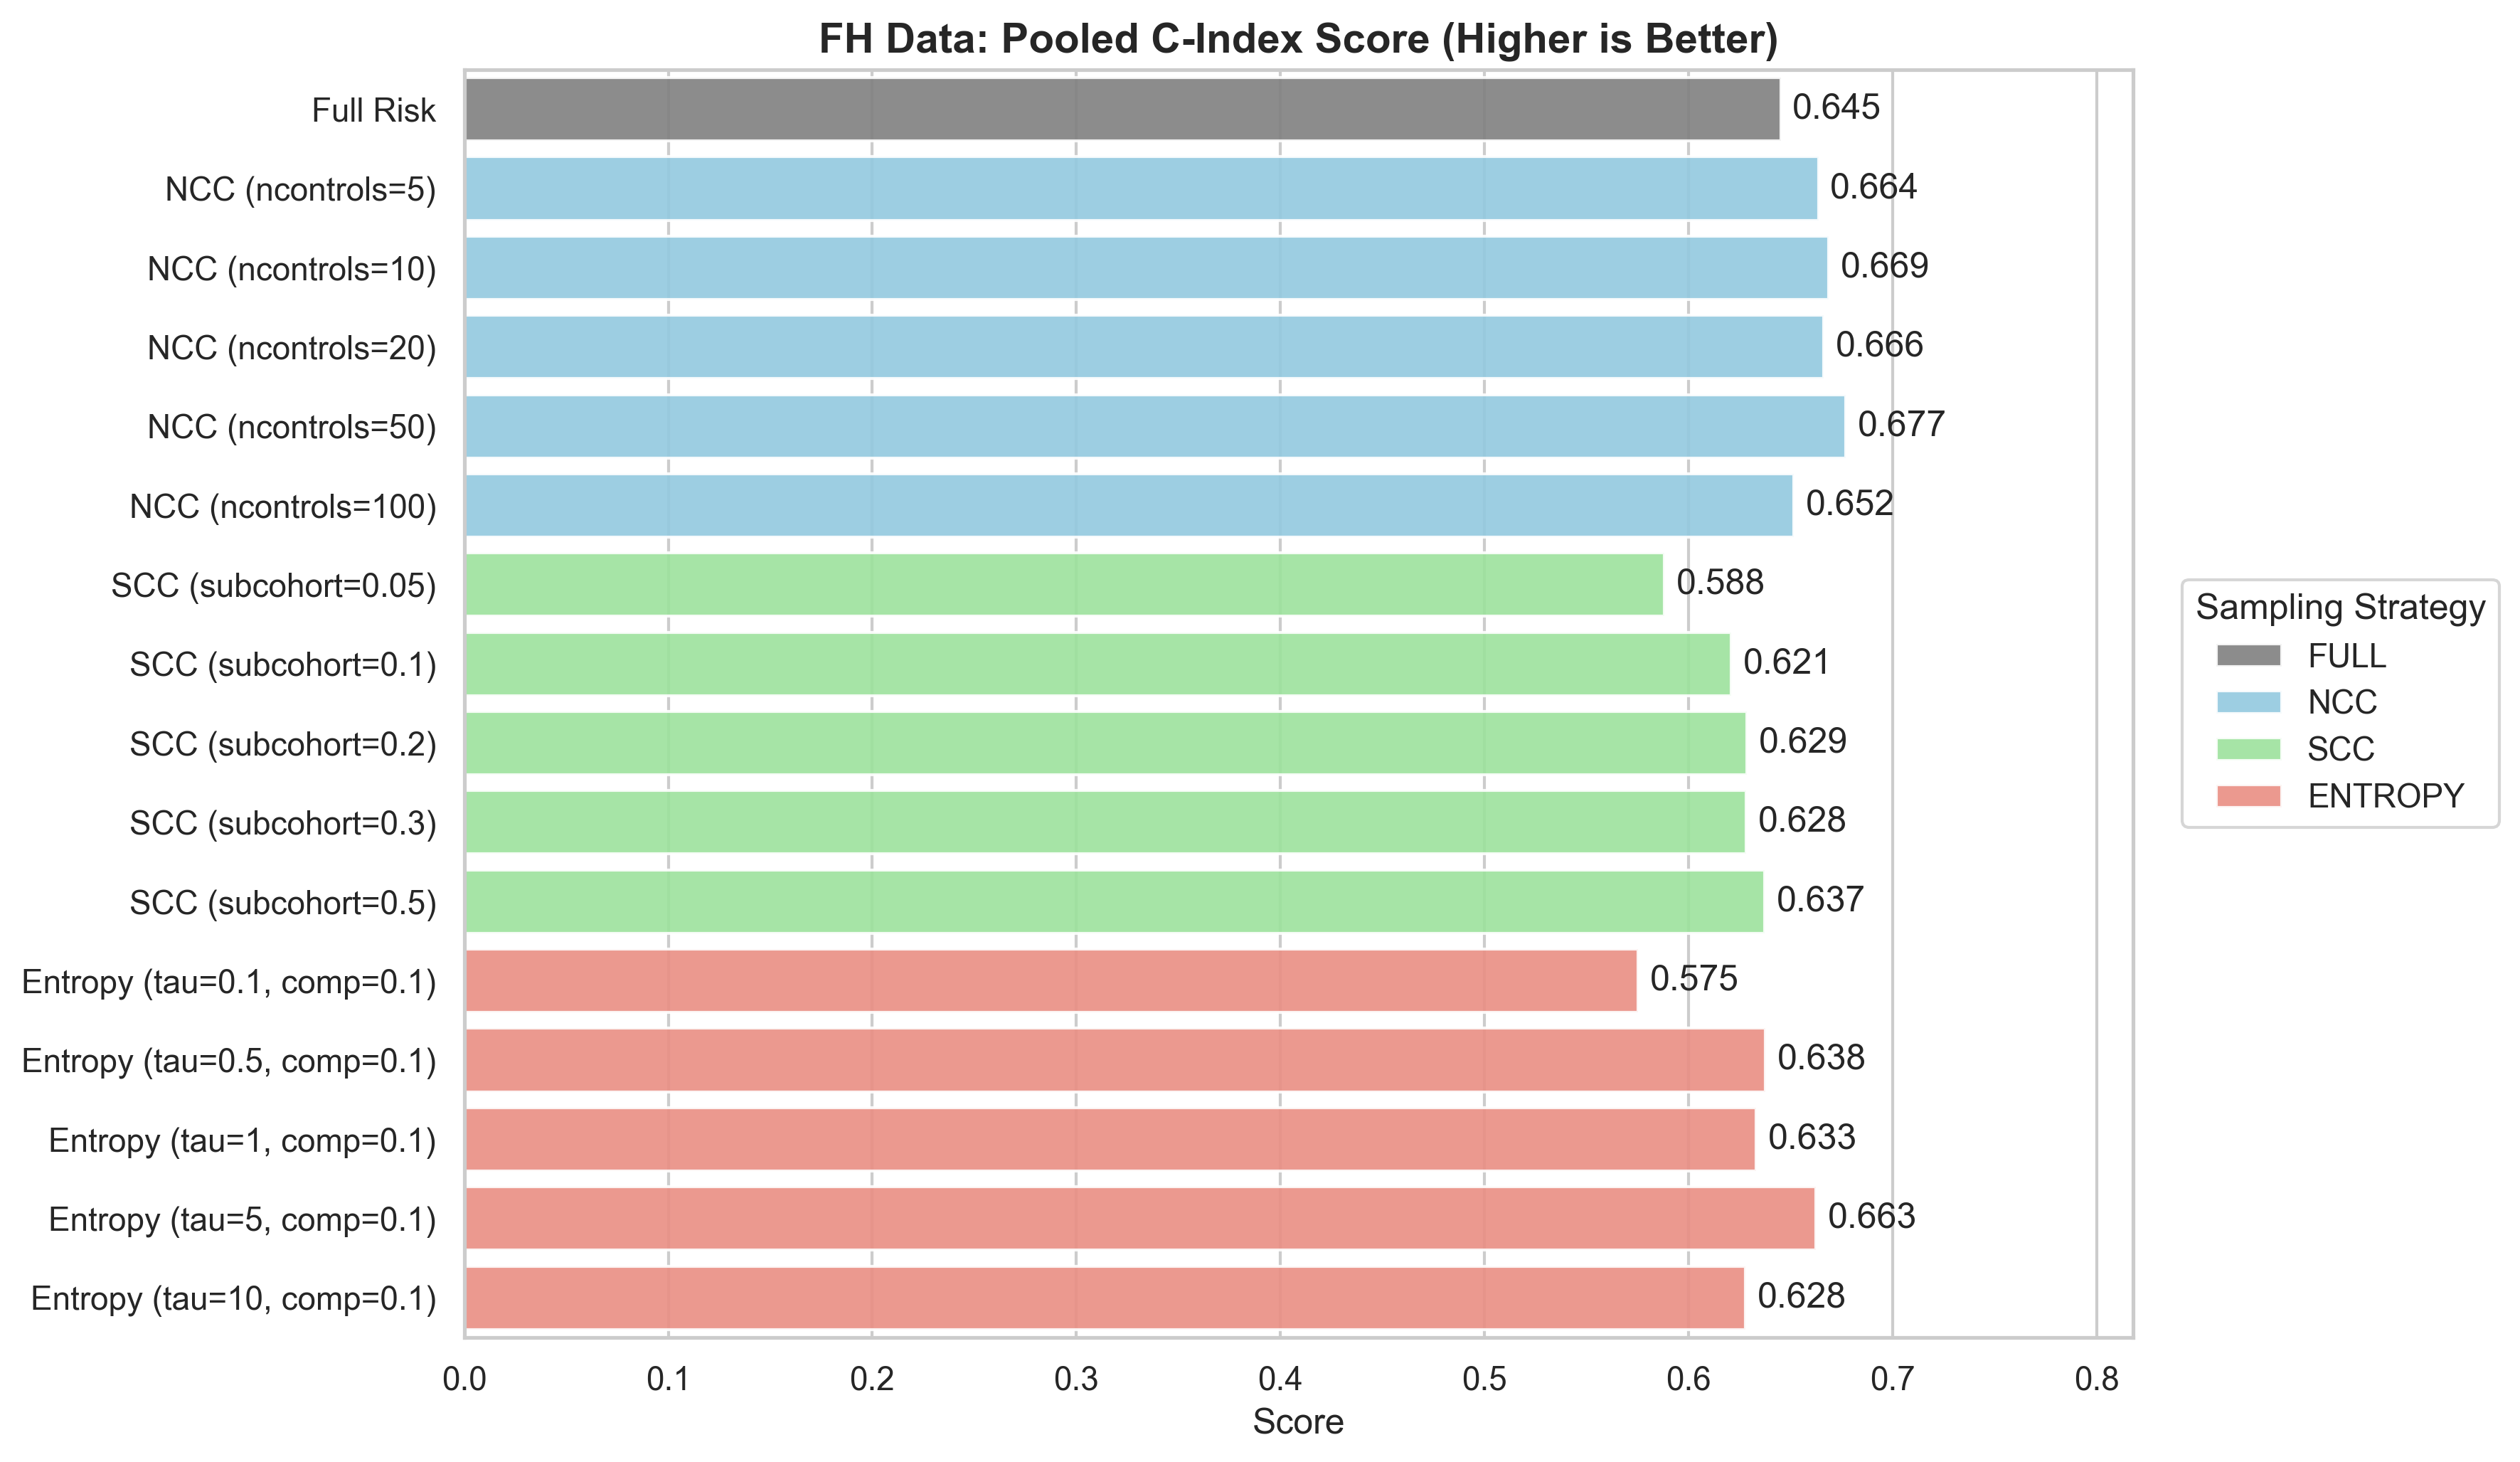 FH Data: Pooled C-Index Score (Higher is Better)
Full Risk 0.645
NCC (ncontrols=5) 0.664
NCC (ncontrols=10) 0.669
NCC (ncontrols=20) 0.666
NCC (ncontrols=50) 0.677
NCC (ncontrols=100) 0.652
SCC (subcohort=0.05) 0.588
SCC (subcohort=0.1) 0.621
SCC (subcohort=0.2) 0.629
SCC (subcohort=0.3) 0.628
SCC (subcohort=0.5) 0.637
Entropy (tau=0.1, comp=0.1) 0.575
Entropy (tau=0.5, comp=0.1) 0.638
Entropy (tau=1, comp=0.1) 0.633
Entropy (tau=5, comp=0.1) 0.663
Entropy (tau=10, comp=0.1) 0.628
0.0 0.1 0.2 0.3 0.4 0.5 0.6 0.7 0.8
Score
Sampling Strategy
FULL
NCC
SCC
ENTROPY